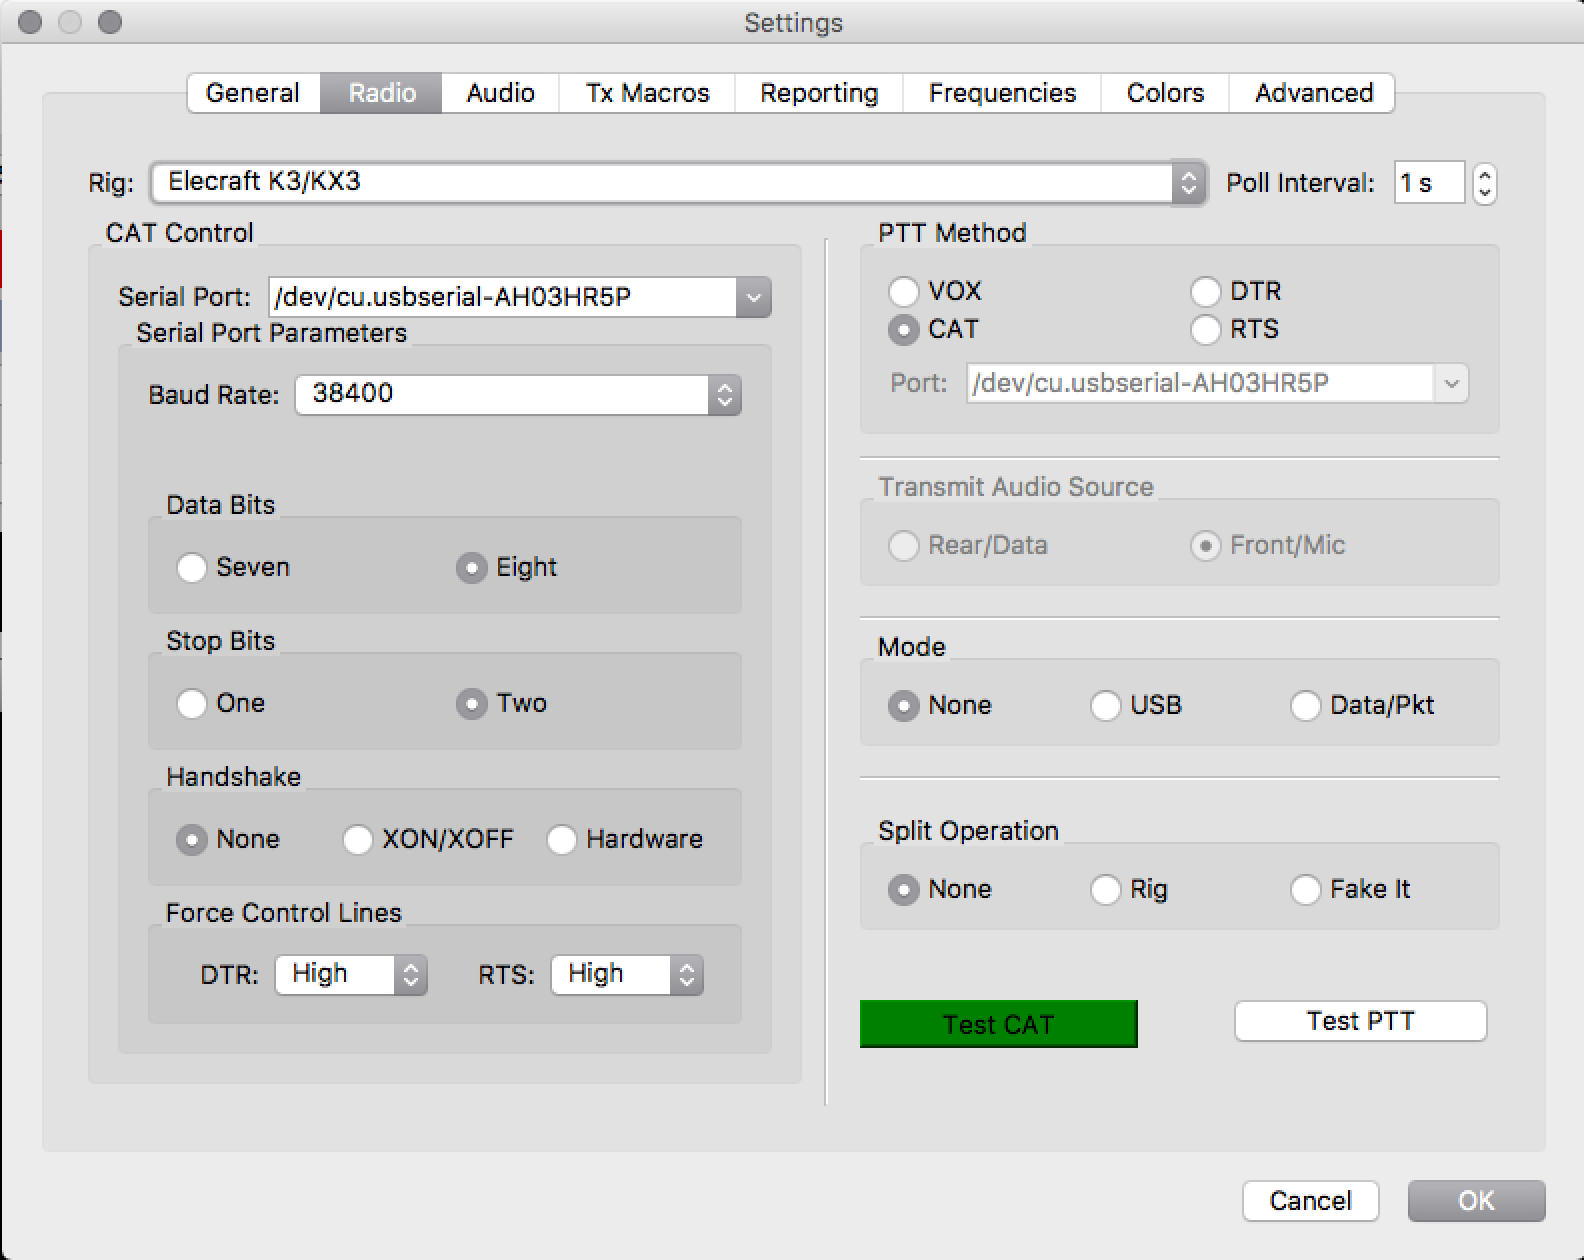 Settings
General Radio Audio Tx Macros Reporting Frequencies Colors Advanced
Rig: Elecraft K3/KX3 Poll Interval: 1 s
CAT Control
Serial Port: /dev/cu.usbserial-AH03HR5P
Serial Port Parameters
Baud Rate: 38400
Data Bits
Seven Eight
Stop Bits
One Two
Handshake
None XON/XOFF Hardware
Force Control Lines
DTR: High RTS: High
PTT Method
VOX DTR
CAT RTS
Port: /dev/cu.usbserial-AH03HR5P
Transmit Audio Source
Rear/Data Front/Mic
Mode
None USB Data/Pkt
Split Operation
None Rig Fake It
Test CAT Test PTT
Cancel OK